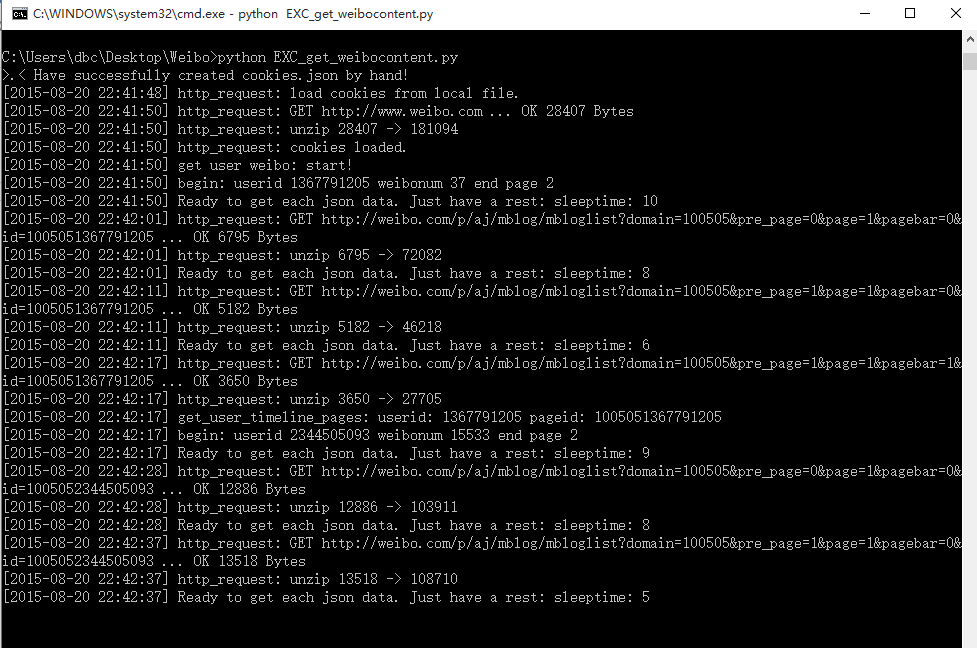 C:\WINDOWS\system32\cmd.exe - python  EXC_get_weibocontent.py
C:\Users\dbc\Desktop\Weibo>python EXC_get_weibocontent.py
>.< Have successfully created cookies.json by hand!
[2015-08-20 22:41:48] http_request: load cookies from local file.
[2015-08-20 22:41:50] http_request: GET http://www.weibo.com ... OK 28407 Bytes
[2015-08-20 22:41:50] http_request: unzip 28407 -> 181094
[2015-08-20 22:41:50] http_request: cookies loaded.
[2015-08-20 22:41:50] get user weibo: start!
[2015-08-20 22:41:50] begin: userid 1367791205 weibonum 37 end page 2
[2015-08-20 22:41:50] Ready to get each json data. Just have a rest: sleeptime: 10
[2015-08-20 22:42:01] http_request: GET http://weibo.com/p/aj/mblog/mbloglist?domain=100505&pre_page=0&page=1&pagebar=0&
id=1005051367791205 ... OK 6795 Bytes
[2015-08-20 22:42:01] http_request: unzip 6795 -> 72082
[2015-08-20 22:42:01] Ready to get each json data. Just have a rest: sleeptime: 8
[2015-08-20 22:42:11] http_request: GET http://weibo.com/p/aj/mblog/mbloglist?domain=100505&pre_page=1&page=1&pagebar=0&
id=1005051367791205 ... OK 5182 Bytes
[2015-08-20 22:42:11] http_request: unzip 5182 -> 46218
[2015-08-20 22:42:11] Ready to get each json data. Just have a rest: sleeptime: 6
[2015-08-20 22:42:17] http_request: GET http://weibo.com/p/aj/mblog/mbloglist?domain=100505&pre_page=1&page=1&pagebar=1&
id=1005051367791205 ... OK 3650 Bytes
[2015-08-20 22:42:17] http_request: unzip 3650 -> 27705
[2015-08-20 22:42:17] get_user_timeline_pages: userid: 1367791205 pageid: 1005051367791205
[2015-08-20 22:42:17] begin: userid 2344505093 weibonum 15533 end page 2
[2015-08-20 22:42:17] Ready to get each json data. Just have a rest: sleeptime: 9
[2015-08-20 22:42:28] http_request: GET http://weibo.com/p/aj/mblog/mbloglist?domain=100505&pre_page=0&page=1&pagebar=0&
id=1005052344505093 ... OK 12886 Bytes
[2015-08-20 22:42:28] http_request: unzip 12886 -> 103911
[2015-08-20 22:42:28] Ready to get each json data. Just have a rest: sleeptime: 8
[2015-08-20 22:42:37] http_request: GET http://weibo.com/p/aj/mblog/mbloglist?domain=100505&pre_page=1&page=1&pagebar=0&
id=1005052344505093 ... OK 13518 Bytes
[2015-08-20 22:42:37] http_request: unzip 13518 -> 108710
[2015-08-20 22:42:37] Ready to get each json data. Just have a rest: sleeptime: 5